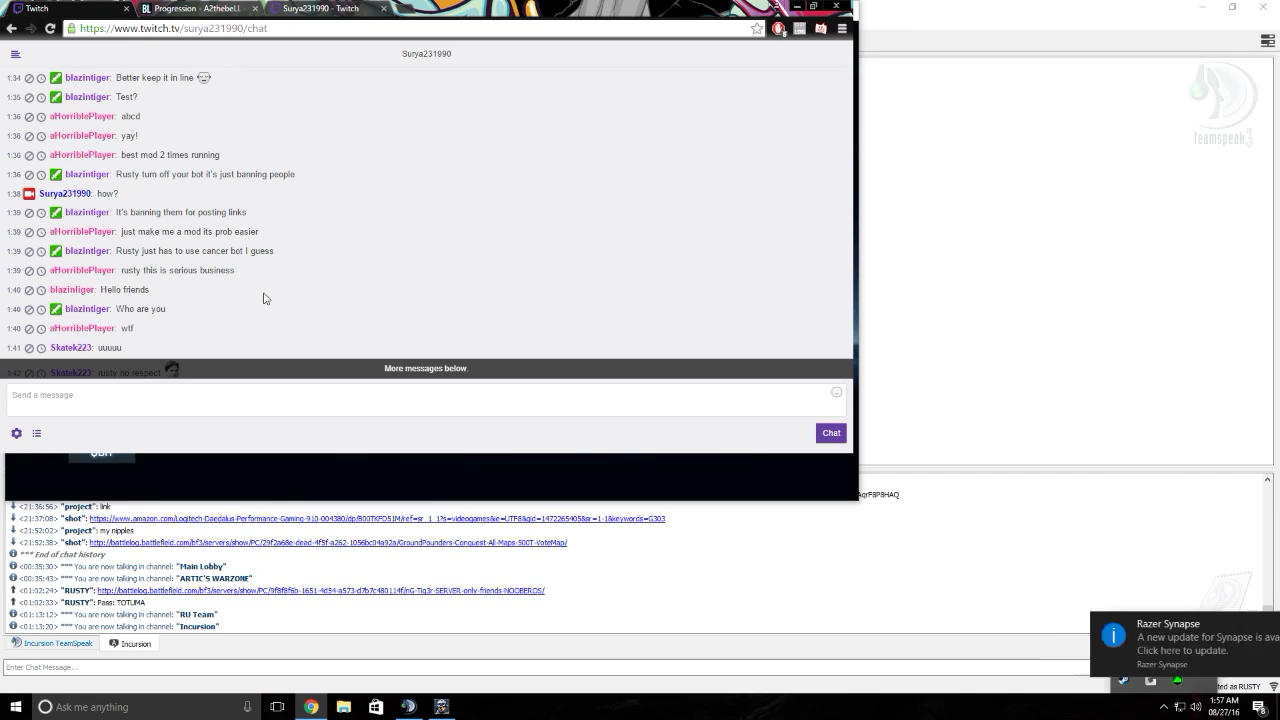 Twitch
BL Progression - A2thebeLL
Surya231990 - Twitch
https://www.twitch.tv/surya231990/chat
Surya231990
1:34 blazintiger: Better keep it in line
1:35 blazintiger: Test?
1:36 aHorriblePlayer: abcd
1:36 aHorriblePlayer: yay!
1:36 aHorriblePlayer: best mod 2 times running
1:36 blazintiger: Rusty turn off your bot it's just banning people
1:38 Surya231990: how?
1:39 blazintiger: It's banning them for posting links
1:39 aHorriblePlayer: just make me a mod its prob easier
1:39 blazintiger: Rusty just has to use cancer bot I guess
1:39 aHorriblePlayer: rusty this is serious business
1:40 blazinliger: Hello friends
1:40 blazintiger: Who are you
1:40 aHorriblePlayer: wtf
1:41 Skatek223: uuuuu
1:42 Skatek223: rusty no respect
More messages below.
Send a message
Chat
teamspeak3
<21:36:56> "project": link
<21:37:08> "shot": https://www.amazon.com/Logitech-Daedalus-Performance-Gaming-910-004380/dp/B00TKFD51M/ref=sr_1_1?s=videogames&ie=UTF8&qid=1472265405&sr=1-1&keywords=G303
<21:52:02> "project": my nipples
<21:52:38> "shot": http://battlelog.battlefield.com/bf3/servers/show/PC/29f2a68e-dead-4f5f-a262-1056bc04a92a/GroundPounders-Conquest-All-Maps-500T-VoteMap/
*** End of chat history
<00:35:30> *** You are now talking in channel: "Main Lobby"
<00:35:43> *** You are now talking in channel: "ARTIC'S WARZONE"
<01:02:24> "RUSTY": http://battlelog.battlefield.com/bf3/servers/show/PC/9f8f8f6b-1651-4d54-a573-d7b7c480114f/nG-Tig3r-SERVER-only-friends-NOOBEROS/
<01:02:33> "RUSTY": Pass: TOTUMA
<01:13:12> *** You are now talking in channel: "RU Team"
<01:13:20> *** You are now talking in channel: "Incursion"
Incursion TeamSpeak
Incursion
Enter Chat Message...
Razer Synapse
A new update for Synapse is ava
Click here to update.
Razer Synapse
ed as RUSTY
Ask me anything
1:57 AM
08/27/16
8